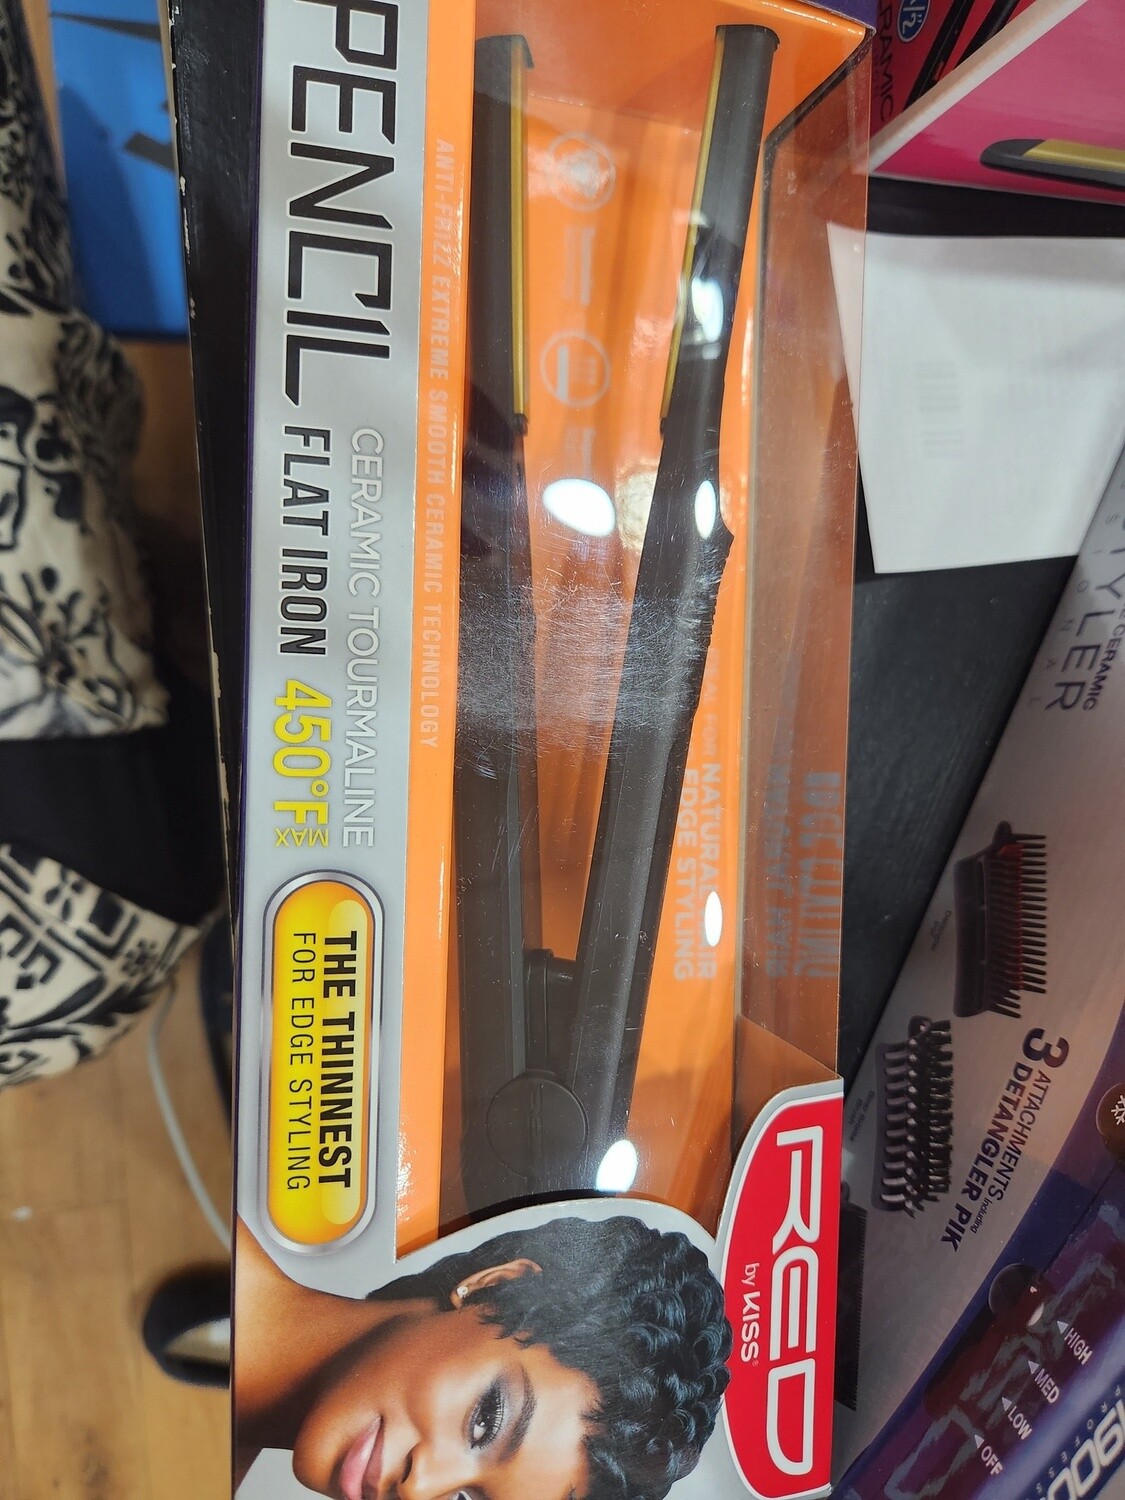 PENCIL
CERAMIC TOURMALINE
FLAT IRON 450°F MAX
ANTI-FRIZZ EXTREME SMOOTH CERAMIC TECHNOLOGY
THE THINNEST
FOR EDGE STYLING
NATURAL HAIR
EDGE STYLING
RED
by KISS®
CERAMIC
STYLER
3 ATTACHMENTS including
DETANGLER PIK
HIGH
MED
LOW
OFF